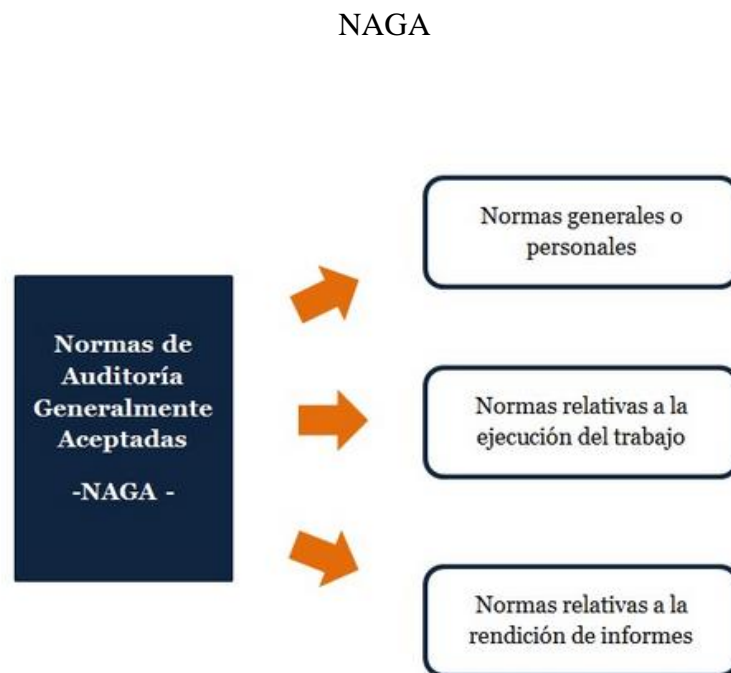 NAGA
Normas de
Auditoría
Generalmente
Aceptadas
-NAGA -
Normas generales o
personales
Normas relativas a la
ejecución del trabajo
Normas relativas a la
rendición de informes